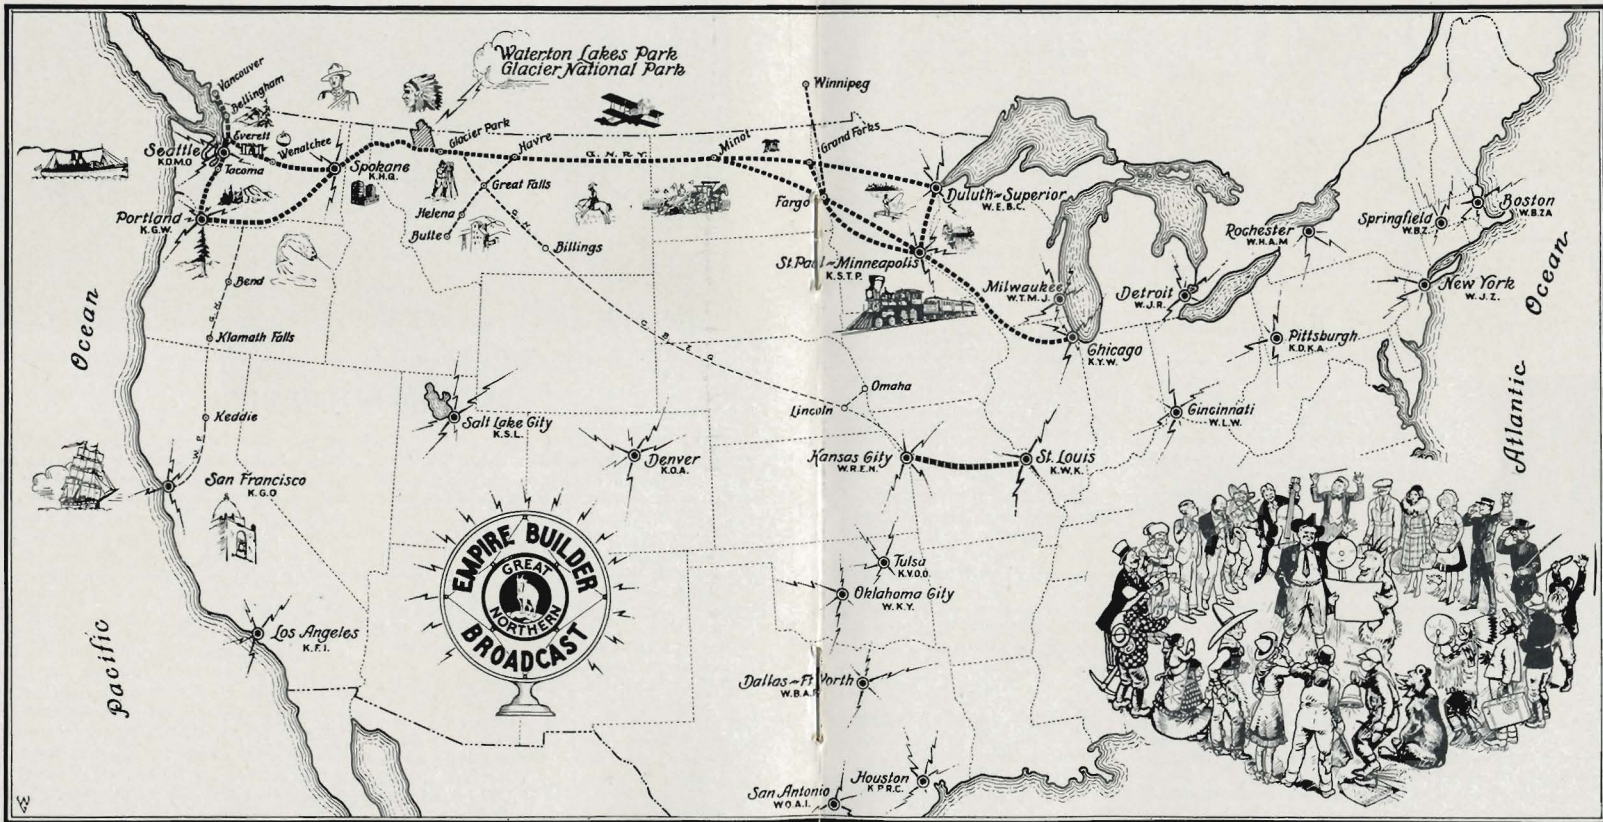 Waterton Lakes Park
Glacier National Park
Vancouver
Bellingham
Everett
Wenatchee
Seattle
K.O.M.O
Tacoma
Spokane
K.H.Q.
Portland
K.G.W.
Glacier Park
Havre
Great Falls
Helena
Butte
Billings
G. N. R Y.
Minot
Winnipeg
Grand Forks
Fargo
Duluth-Superior
W.E.B.C.
St. Paul-Minneapolis
K.S.T.P.
Milwaukee
W.T.M.J.
Chicago
K.Y.W.
Detroit
W.J.R.
Rochester
W.H.A.M
Springfield
W.B.Z.
Boston
W.B.Z.A
New York
W.J.Z.
Pittsburgh
K.D.K.A.
Cincinnati
W.L.W.
Bend
Klamath Falls
Keddie
W P
San Francisco
K.G.O
Los Angeles
K.F.I.
Salt Lake City
K.S.L.
Denver
K.O.A.
C B & Q
Omaha
Lincoln
Kansas City
W.R.E.N.
St. Louis
K.W.K.
Tulsa
K.V.O.O.
Oklahoma City
W.K.Y.
Dallas-Ft Worth
W.B.A.P.
Houston
K.P.R.C.
San Antonio
W.O.A.I.
Pacific Ocean
Atlantic Ocean
EMPIRE BUILDER
GREAT
NORTHERN
BROADCAST